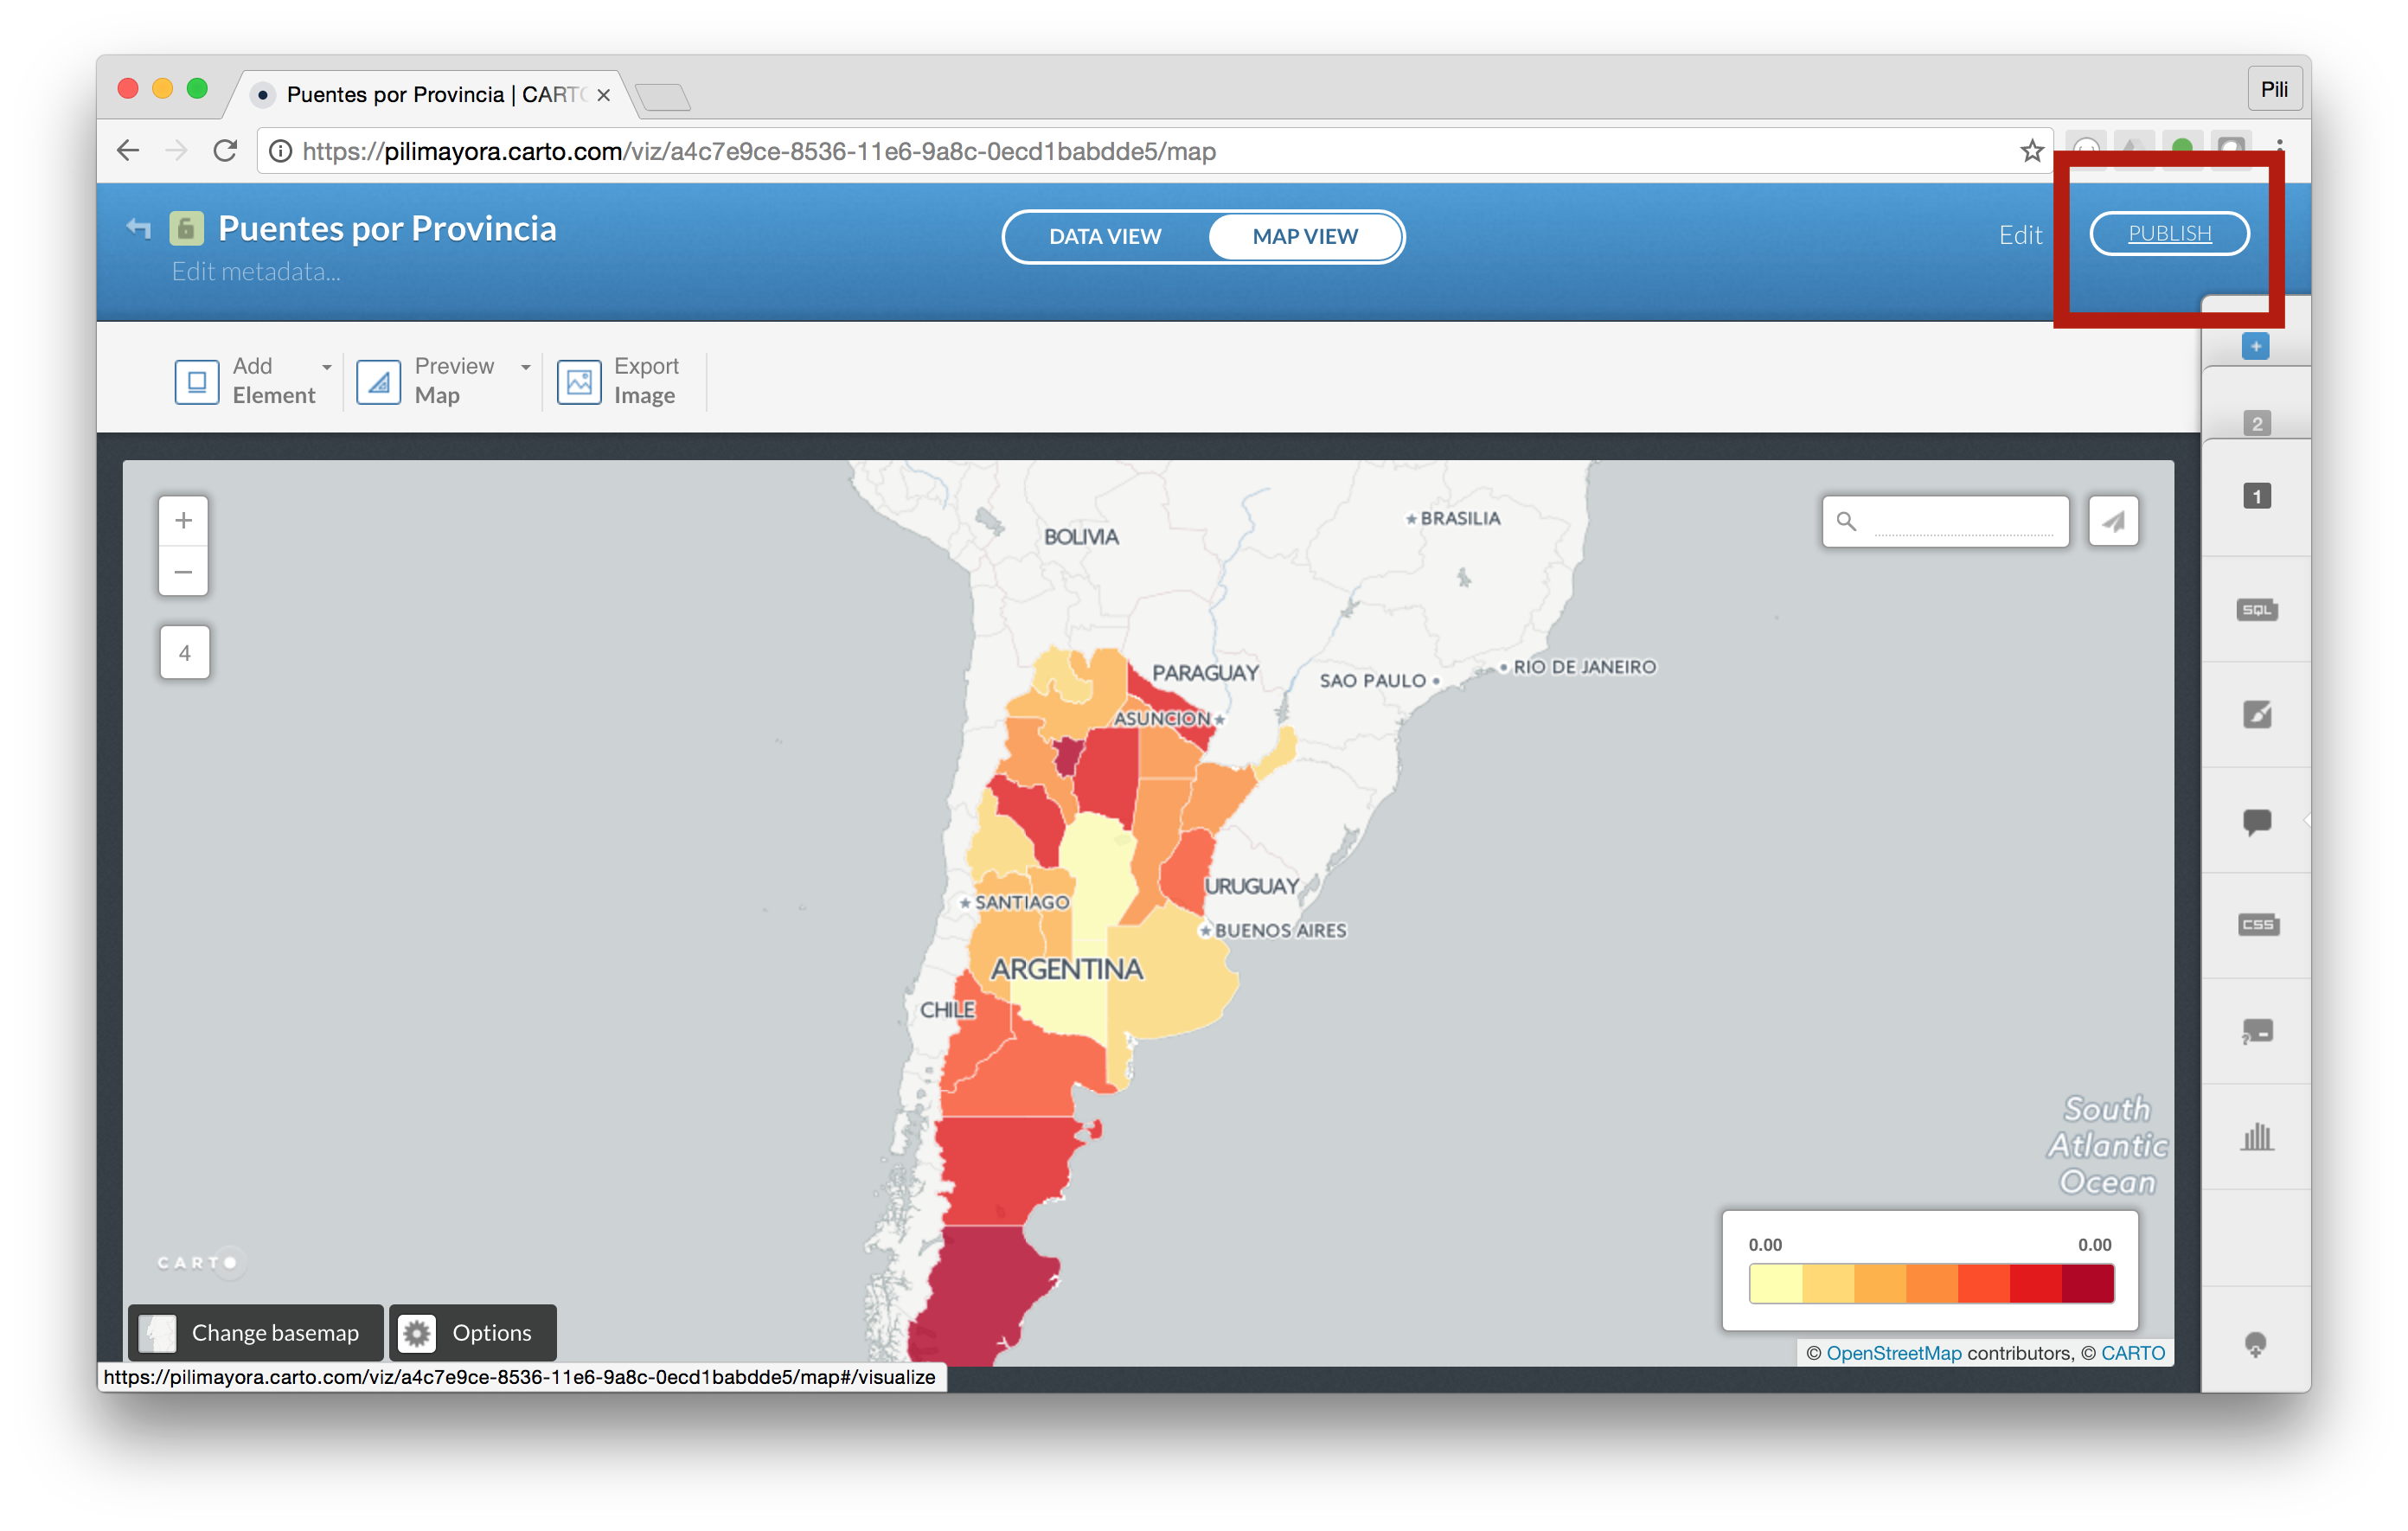 Puentes por Provincia | CARTO
Pili
https://pilimayora.carto.com/viz/a4c7e9ce-8536-11e6-9a8c-0ecd1babdde5/map
Puentes por Provincia
Edit metadata...
DATA VIEW
MAP VIEW
Edit
PUBLISH
Add
Element
Preview
Map
Export
Image
2
1
SQL
CSS
4
BOLIVIA
BRASILIA
PARAGUAY
RIO DE JANEIRO
SAO PAULO
ASUNCION
URUGUAY
SANTIAGO
BUENOS AIRES
ARGENTINA
CHILE
South
Atlantic
Ocean
0.00
0.00
CARTO
Change basemap
Options
© OpenStreetMap contributors, © CARTO
https://pilimayora.carto.com/viz/a4c7e9ce-8536-11e6-9a8c-0ecd1babdde5/map#/visualize